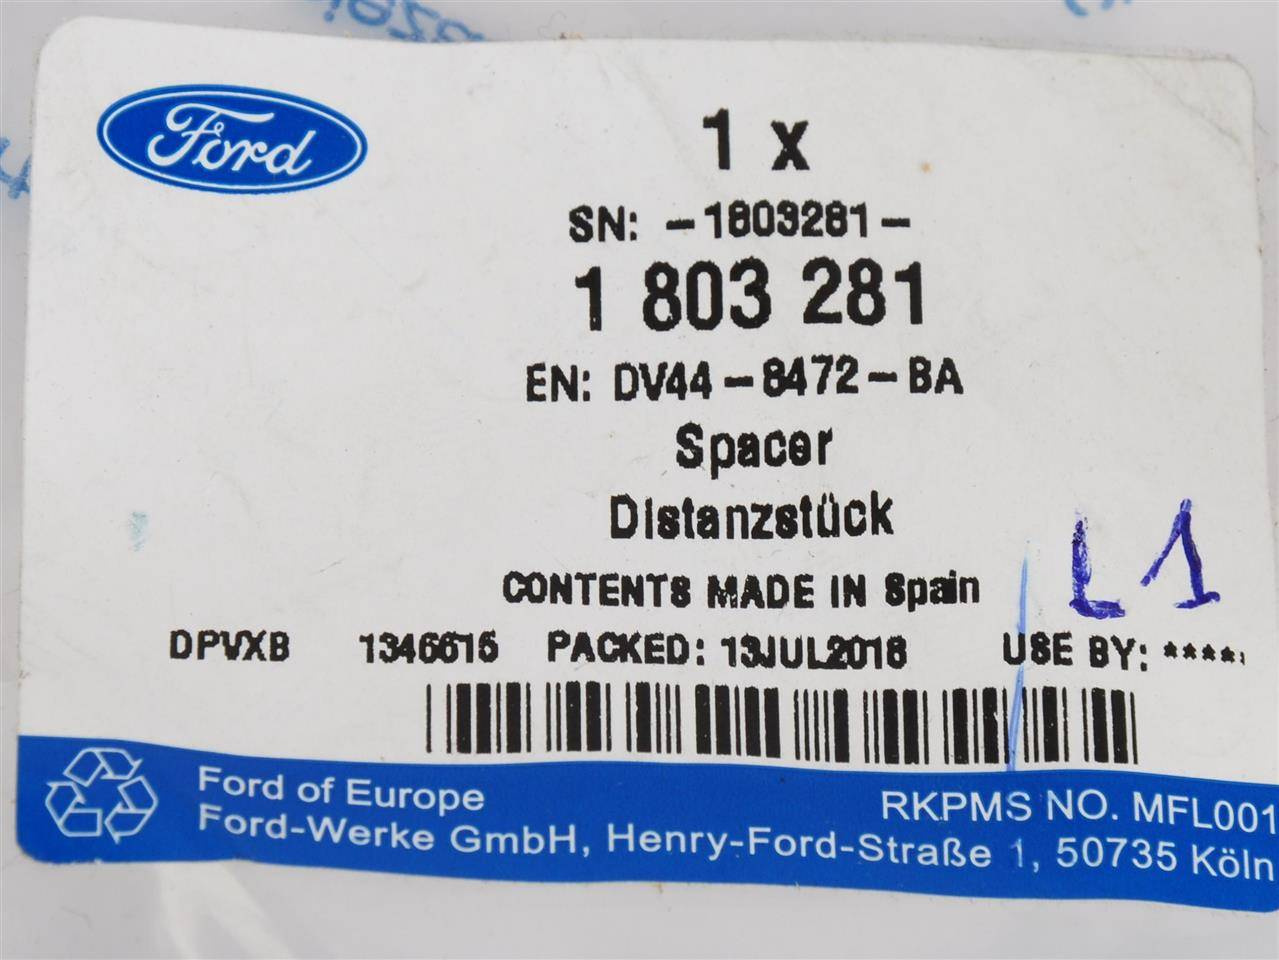 Ford
1 x
SN: -1803281-
1 803 281
EN: DV44-8472-BA
Spacer
Distanzstück
CONTENTS MADE IN Spain
L1
DPVXB 1346615 PACKED: 13JUL2016 USE BY: ****
Ford of Europe RKPMS NO. MFL001
Ford-Werke GmbH, Henry-Ford-Straße 1, 50735 Köln